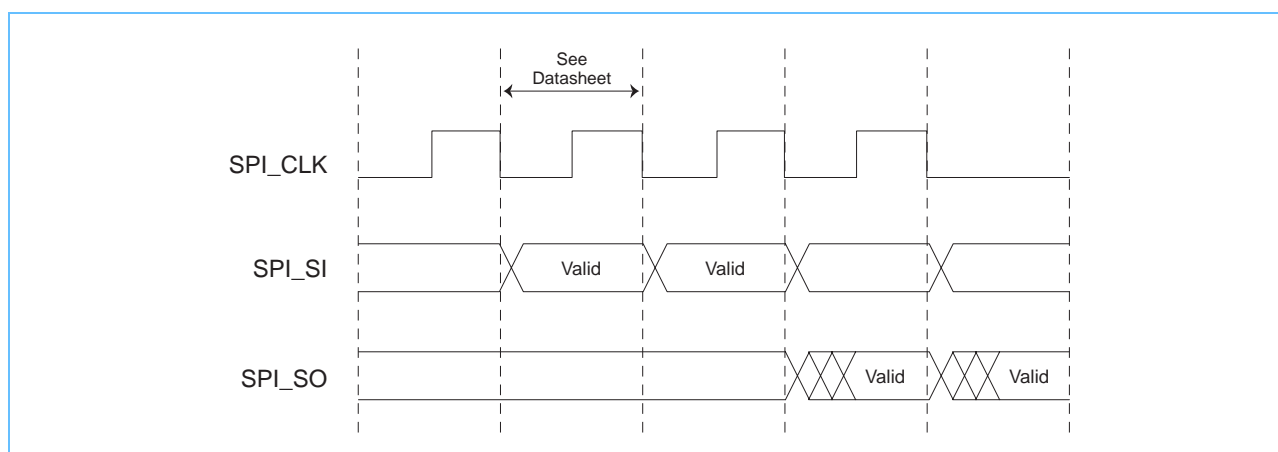 See
Datasheet
SPI_CLK
SPI_SI
Valid
Valid
SPI_SO
Valid
Valid